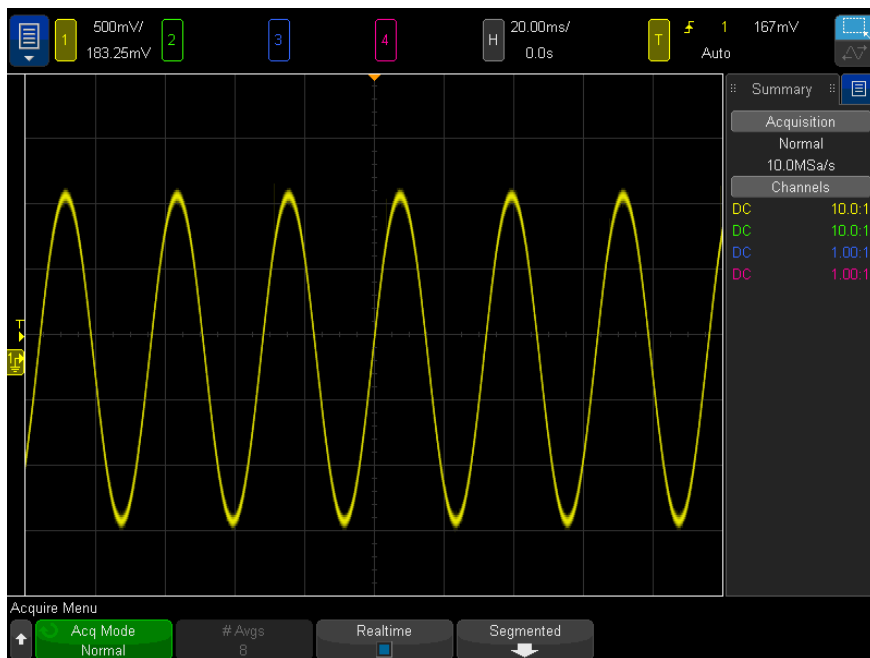 1 500mV/ 2 3 4 H 20.00ms/ T 1 167mV
183.25mV 0.0s Auto
Summary
Acquisition
Normal
10.0MSa/s
Channels
DC 10.0:1
DC 10.0:1
DC 1.00:1
DC 1.00:1
T
1
Acquire Menu
Acq Mode # Avgs Realtime Segmented
Normal 8